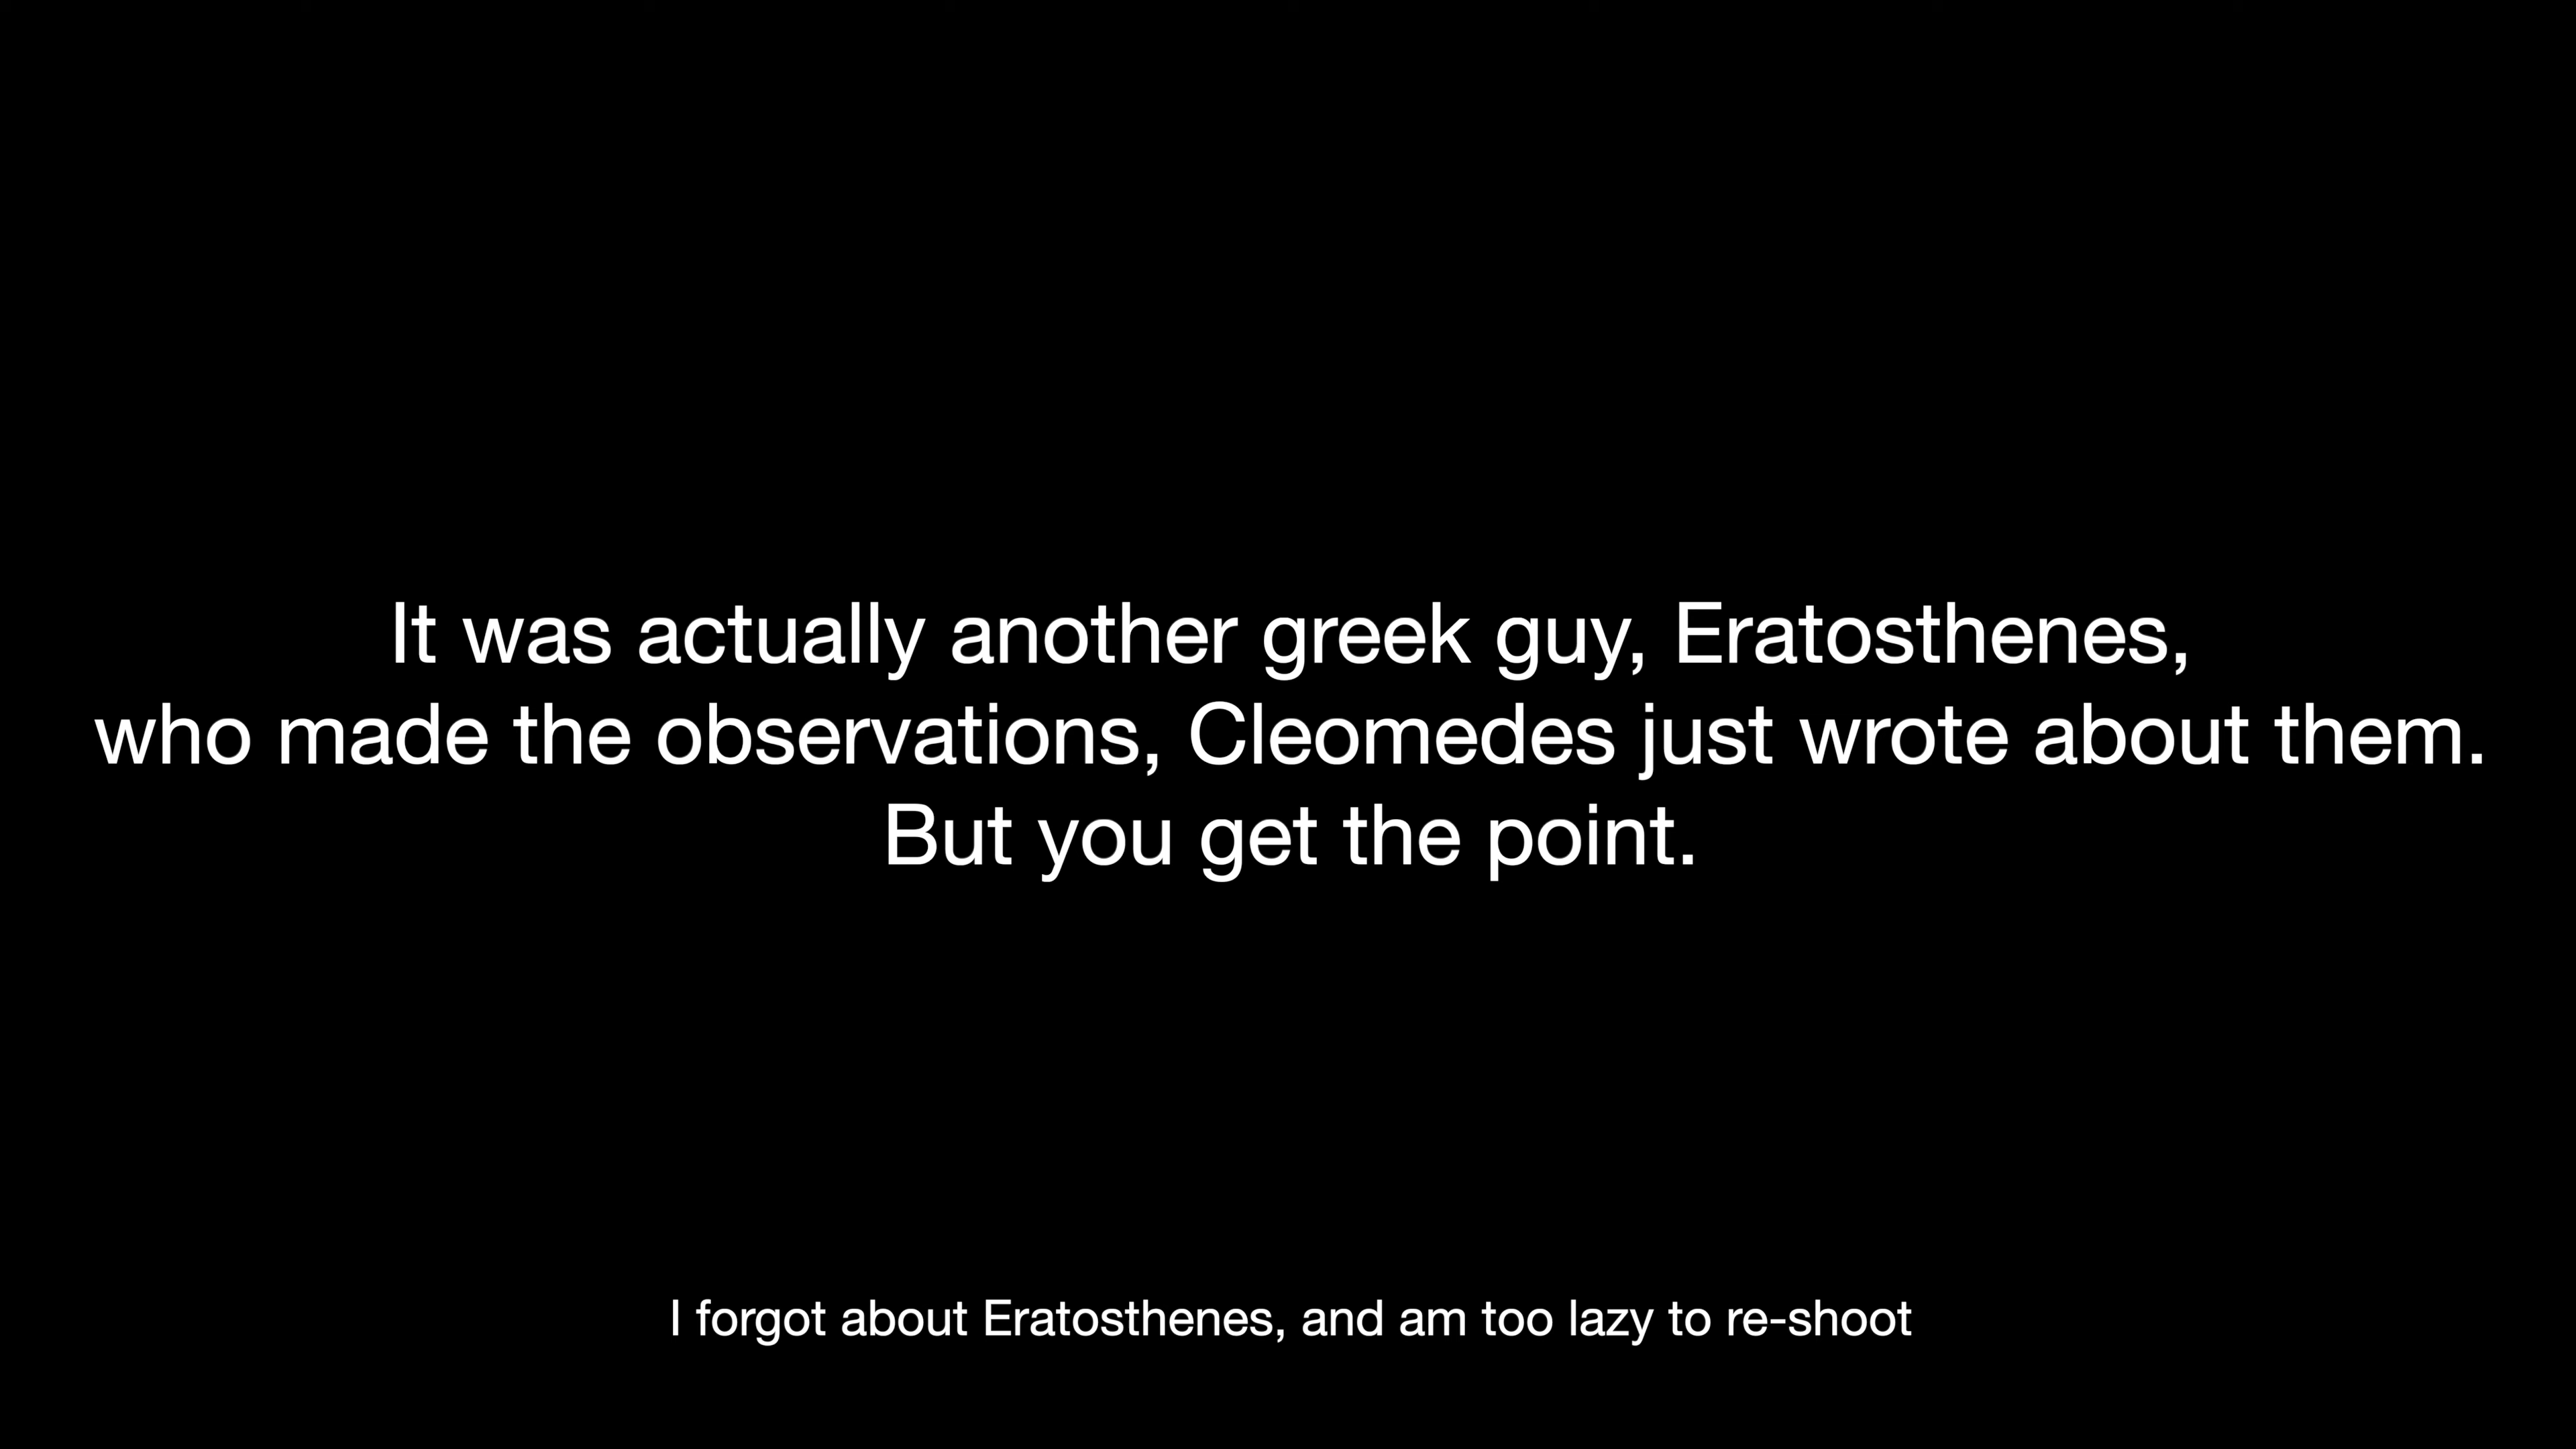 It was actually another greek guy, Eratosthenes,
who made the observations, Cleomedes just wrote about them.
But you get the point.
I forgot about Eratosthenes, and am too lazy to re-shoot